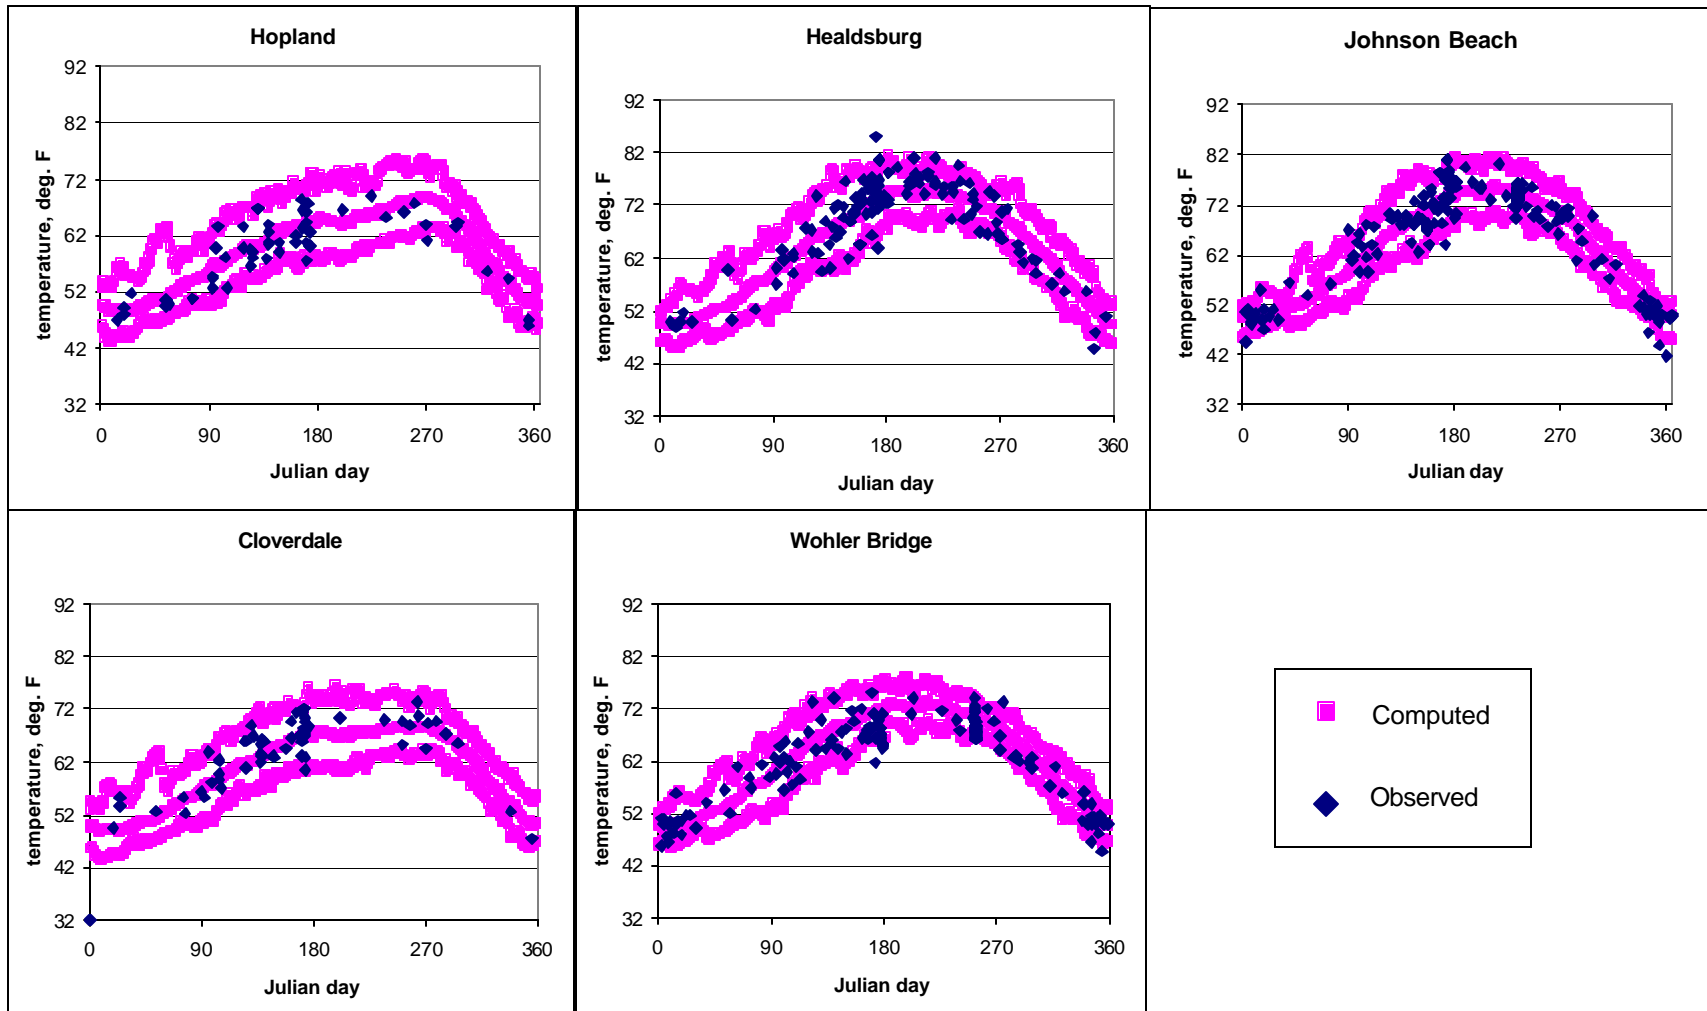 Hopland
temperature, deg. F
92
82
72
62
52
42
32
0 90 180 270 360
Julian day
Healdsburg
temperature, deg. F
92
82
72
62
52
42
32
0 90 180 270 360
Julian day
Johnson Beach
temperature, deg. F
92
82
72
62
52
42
32
0 90 180 270 360
Julian day
Cloverdale
temperature, deg. F
92
82
72
62
52
42
32
0 90 180 270 360
Julian day
Wohler Bridge
temperature, deg. F
92
82
72
62
52
42
32
0 90 180 270 360
Julian day
Computed
Observed